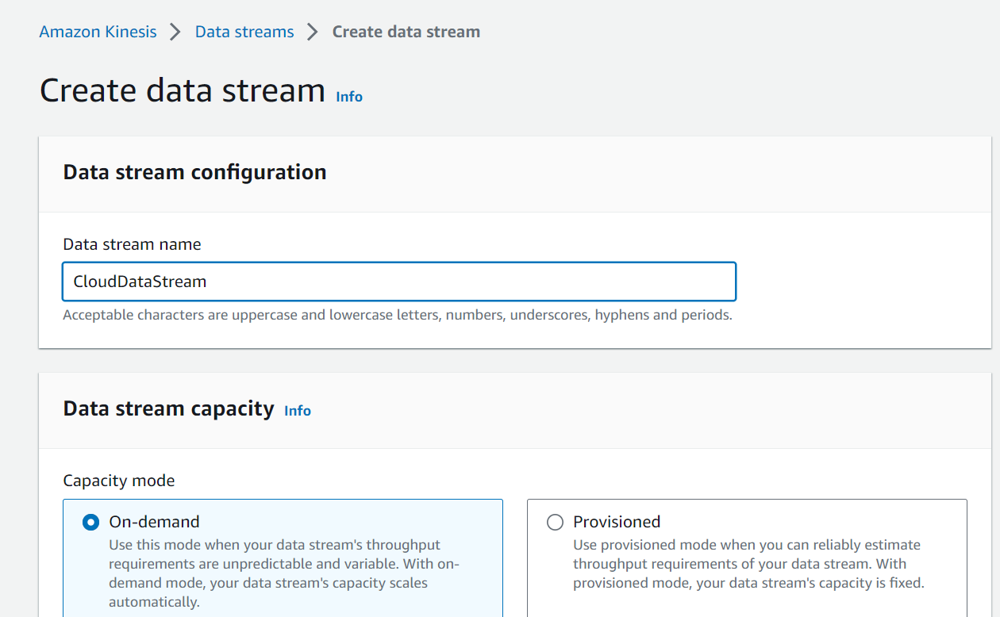 Amazon Kinesis > Data streams > Create data stream
Create data stream Info
Data stream configuration
Data stream name
CloudDataStream
Acceptable characters are uppercase and lowercase letters, numbers, underscores, hyphens and periods.
Data stream capacity Info
Capacity mode
On-demand
Use this mode when your data stream's throughput
requirements are unpredictable and variable. With on-
demand mode, your data stream's capacity scales
automatically.
Provisioned
Use provisioned mode when you can reliably estimate
throughput requirements of your data stream. With
provisioned mode, your data stream's capacity is fixed.